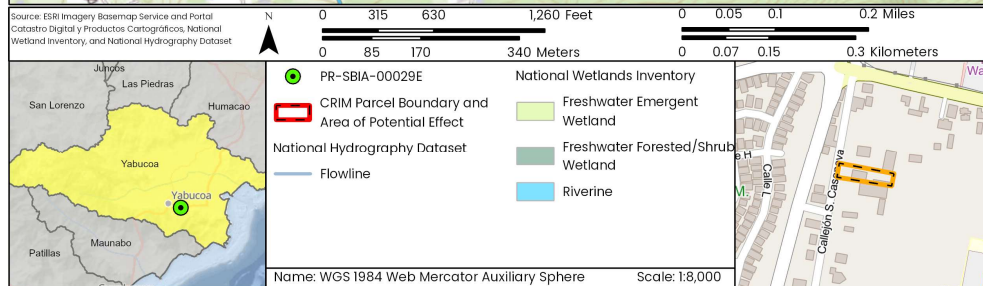 Source: ESRI Imagery Basemap Service and Portal
Catastro Digital y Productos Cartográficos, National
Wetland Inventory, and National Hydrography Dataset
N
0 315 630 1,260 Feet
0 85 170 340 Meters
0 0.05 0.1 0.2 Miles
0 0.07 0.15 0.3 Kilometers
Juncos
Las Piedras
San Lorenzo
Humacao
Yabucoa
Yabucoa
Maunabo
Patillas
PR-SBIA-00029E
CRIM Parcel Boundary and
Area of Potential Effect
National Hydrography Dataset
Flowline
National Wetlands Inventory
Freshwater Emergent
Wetland
Freshwater Forested/Shrub
Wetland
Riverine
Name: WGS 1984 Web Mercator Auxiliary Sphere Scale: 1:8,000
Wa
e H
Calle L
M.
Callejón S. Casanova